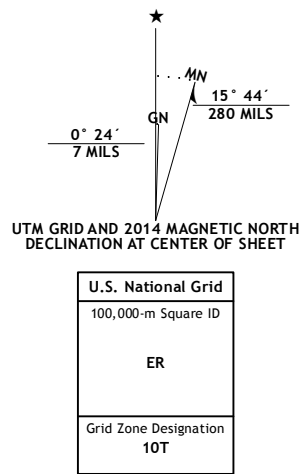 MN
GN
15° 44´
280 MILS
0° 24´
7 MILS
UTM GRID AND 2014 MAGNETIC NORTH
DECLINATION AT CENTER OF SHEET
U.S. National Grid
100,000-m Square ID
ER
Grid Zone Designation
10T